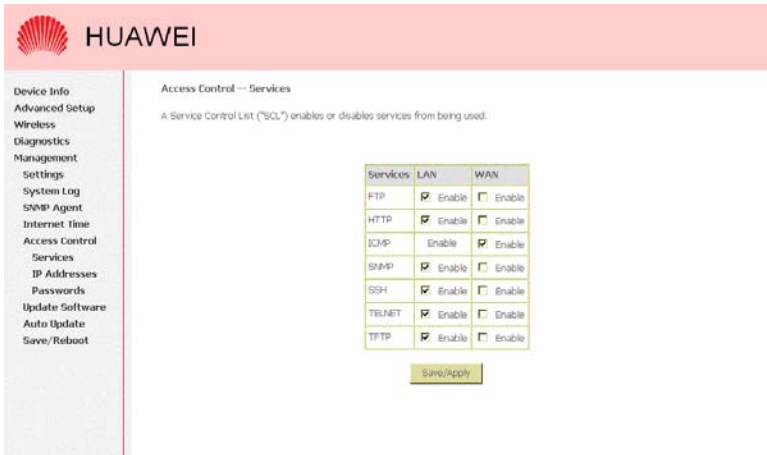 HUAWEI
Device Info
Advanced Setup
Wireless
Diagnostics
Management
Settings
System Log
SNMP Agent
Internet Time
Access Control
Services
IP Addresses
Passwords
Update Software
Auto Update
Save/Reboot
Access Control -- Services
A Service Control List ("SCL") enables or disables services from being used.
Services LAN WAN
FTP Enable Enable
HTTP Enable Enable
ICMP Enable Enable
SNMP Enable Enable
SSH Enable Enable
TELNET Enable Enable
TFTP Enable Enable
Save/Apply